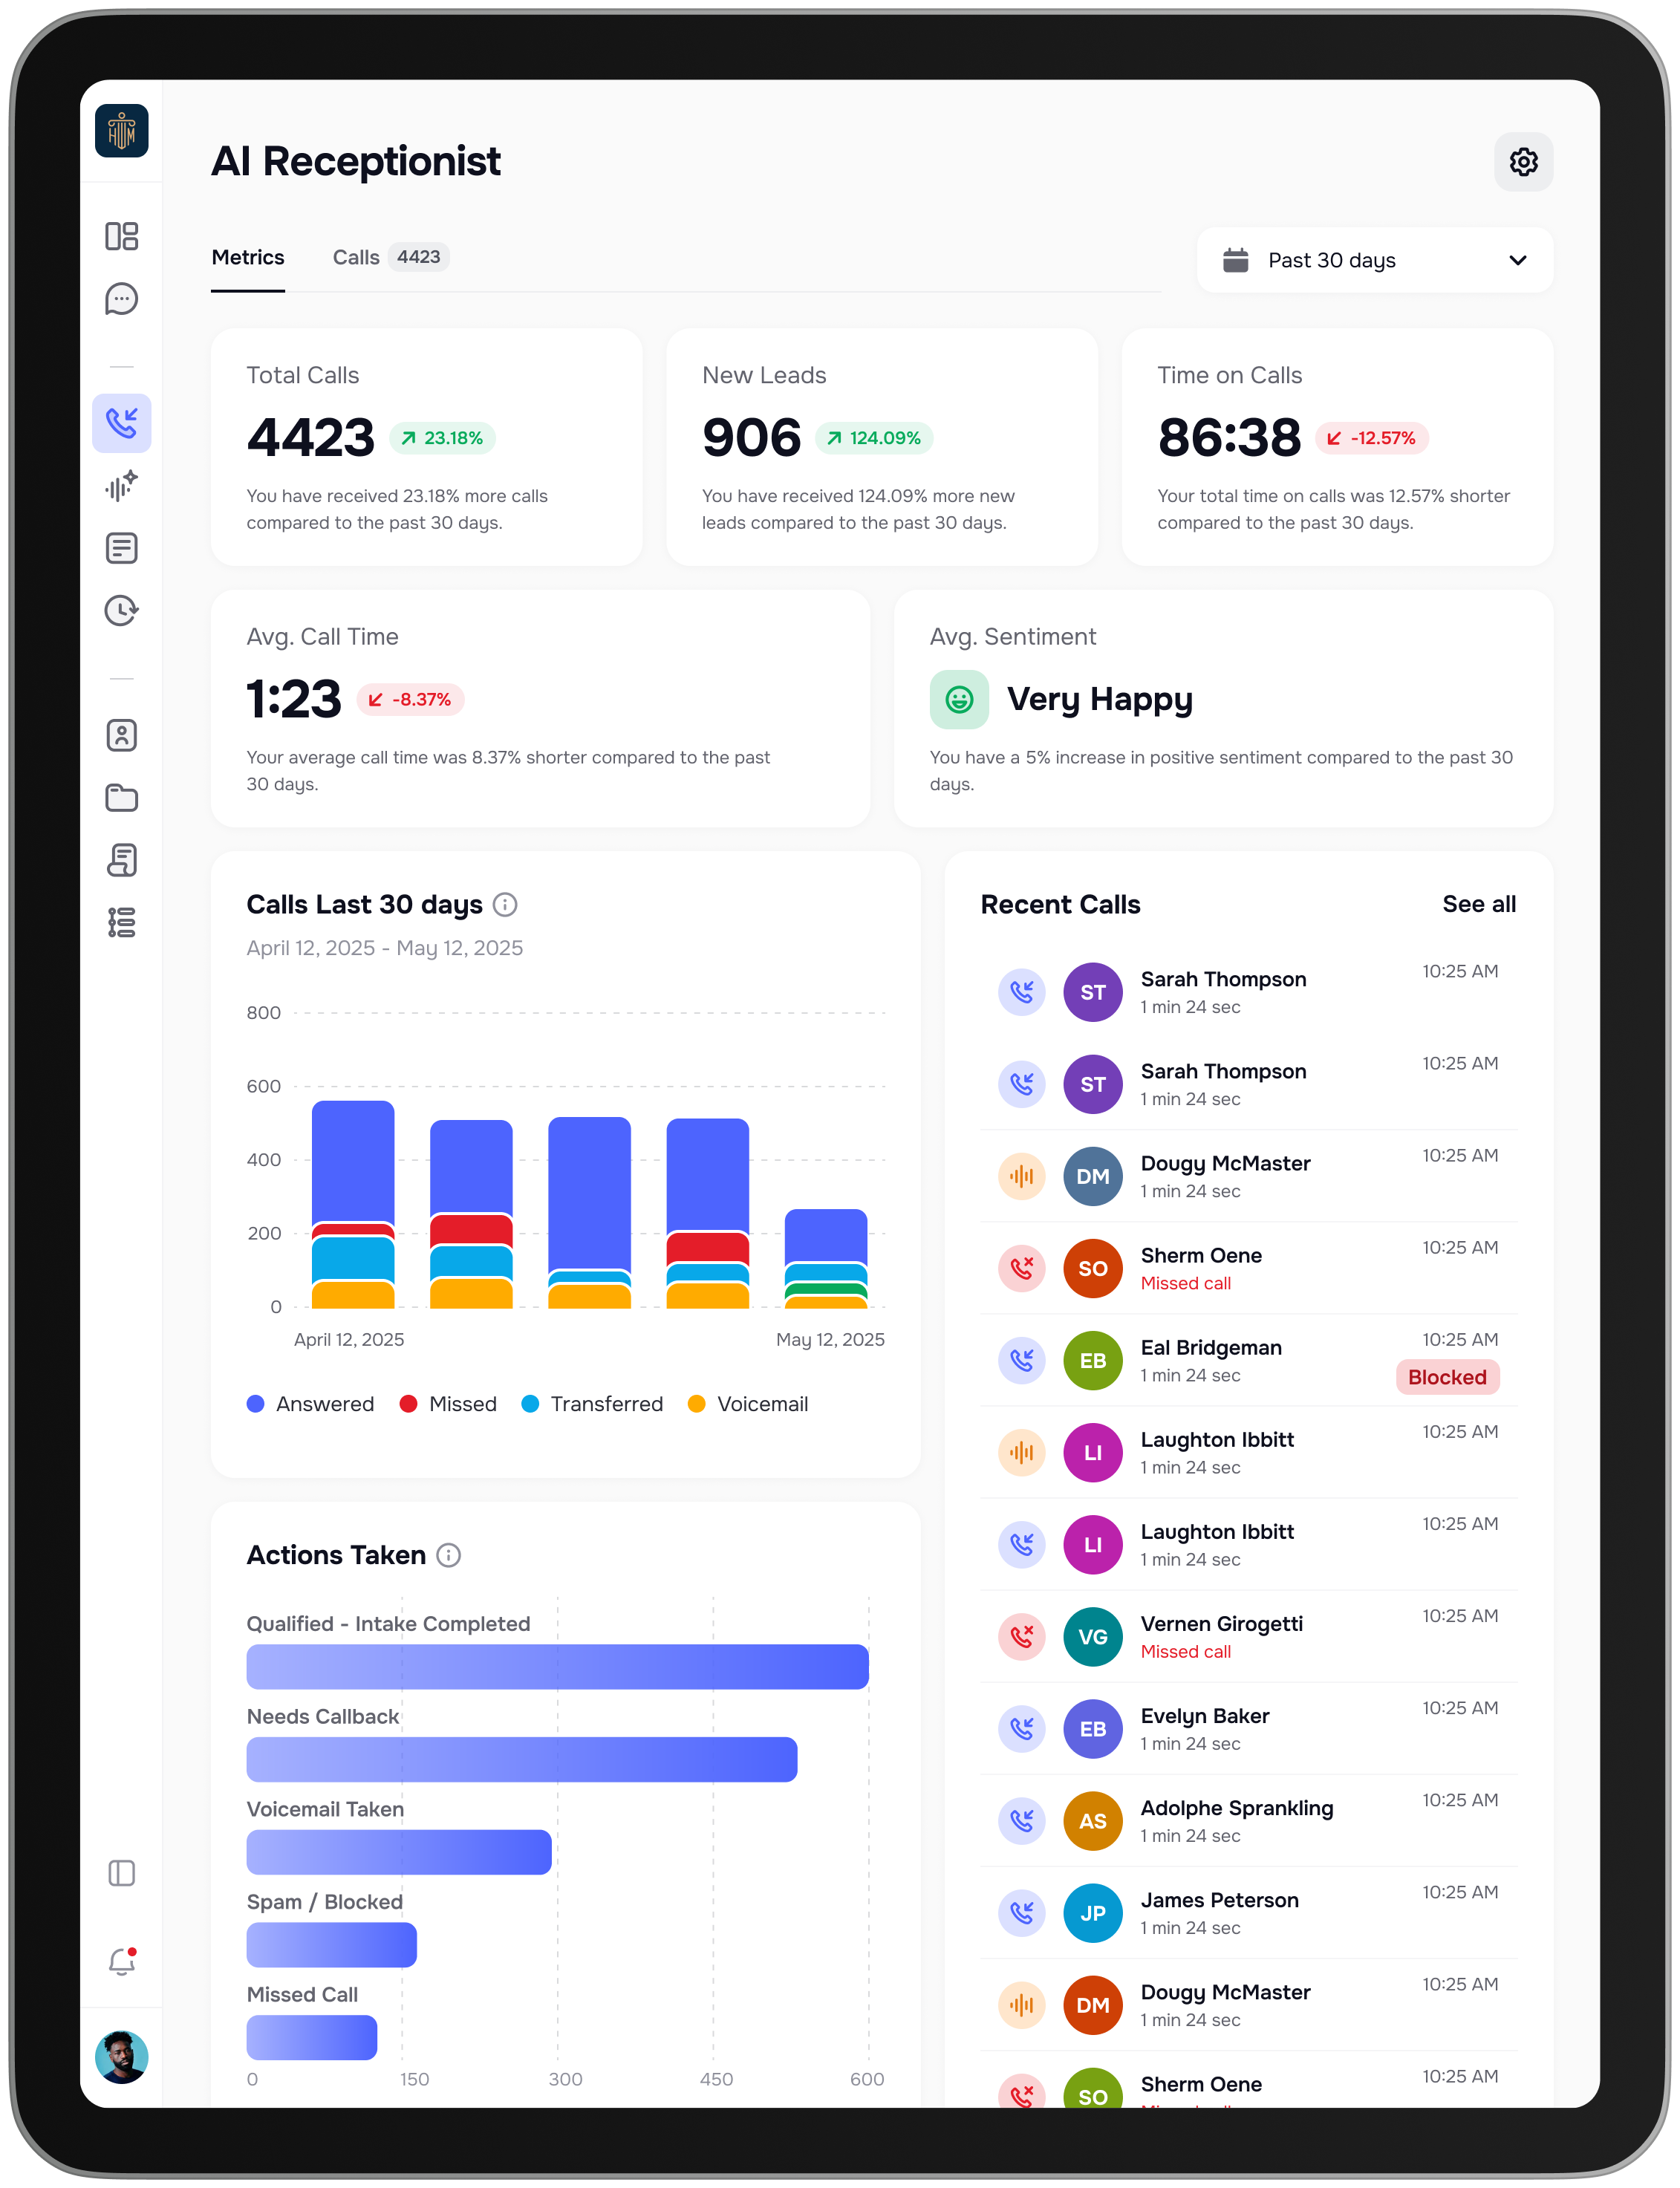 HM
AI Receptionist
Metrics
Calls 4423
Past 30 days
Total Calls
4423 23.18%
You have received 23.18% more calls
compared to the past 30 days.
New Leads
906 124.09%
You have received 124.09% more new
leads compared to the past 30 days.
Time on Calls
86:38 -12.57%
Your total time on calls was 12.57% shorter
compared to the past 30 days.
Avg. Call Time
1:23 -8.37%
Your average call time was 8.37% shorter compared to the past
30 days.
Avg. Sentiment
Very Happy
You have a 5% increase in positive sentiment compared to the past 30
days.
Calls Last 30 days
April 12, 2025 - May 12, 2025
800
600
400
200
0
April 12, 2025
May 12, 2025
Answered
Missed
Transferred
Voicemail
Actions Taken
Qualified - Intake Completed
Needs Callback
Voicemail Taken
Spam / Blocked
Missed Call
0 150 300 450 600
Recent Calls
See all
ST Sarah Thompson 10:25 AM
1 min 24 sec
ST Sarah Thompson 10:25 AM
1 min 24 sec
DM Dougy McMaster 10:25 AM
1 min 24 sec
SO Sherm Oene 10:25 AM
Missed call
EB Eal Bridgeman 10:25 AM
1 min 24 sec Blocked
LI Laughton Ibbitt 10:25 AM
1 min 24 sec
LI Laughton Ibbitt 10:25 AM
1 min 24 sec
VG Vernen Girogetti 10:25 AM
Missed call
EB Evelyn Baker 10:25 AM
1 min 24 sec
AS Adolphe Sprankling 10:25 AM
1 min 24 sec
JP James Peterson 10:25 AM
1 min 24 sec
DM Dougy McMaster 10:25 AM
1 min 24 sec
SO Sherm Oene 10:25 AM